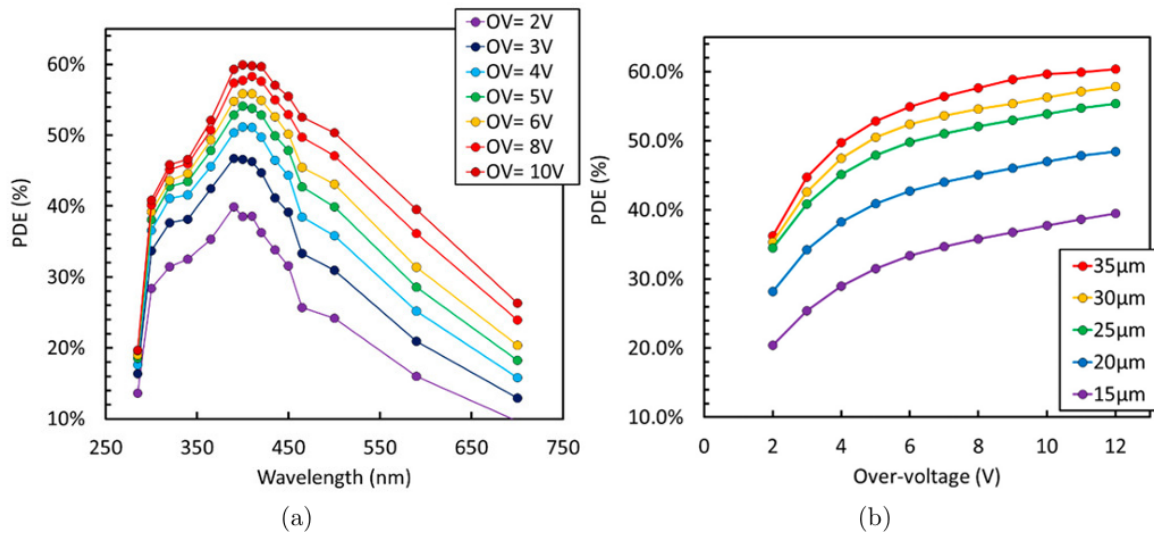 (a)
PDE (%)
60%
50%
40%
30%
20%
10%
250
350
450
550
650
750
Wavelength (nm)
OV= 2V
OV= 3V
OV= 4V
OV= 5V
OV= 6V
OV= 8V
OV= 10V
(a)
(b)
PDE (%)
60.0%
50.0%
40.0%
30.0%
20.0%
10.0%
0
2
4
6
8
10
12
Over-voltage (V)
35μm
30μm
25μm
20μm
15μm
(b)